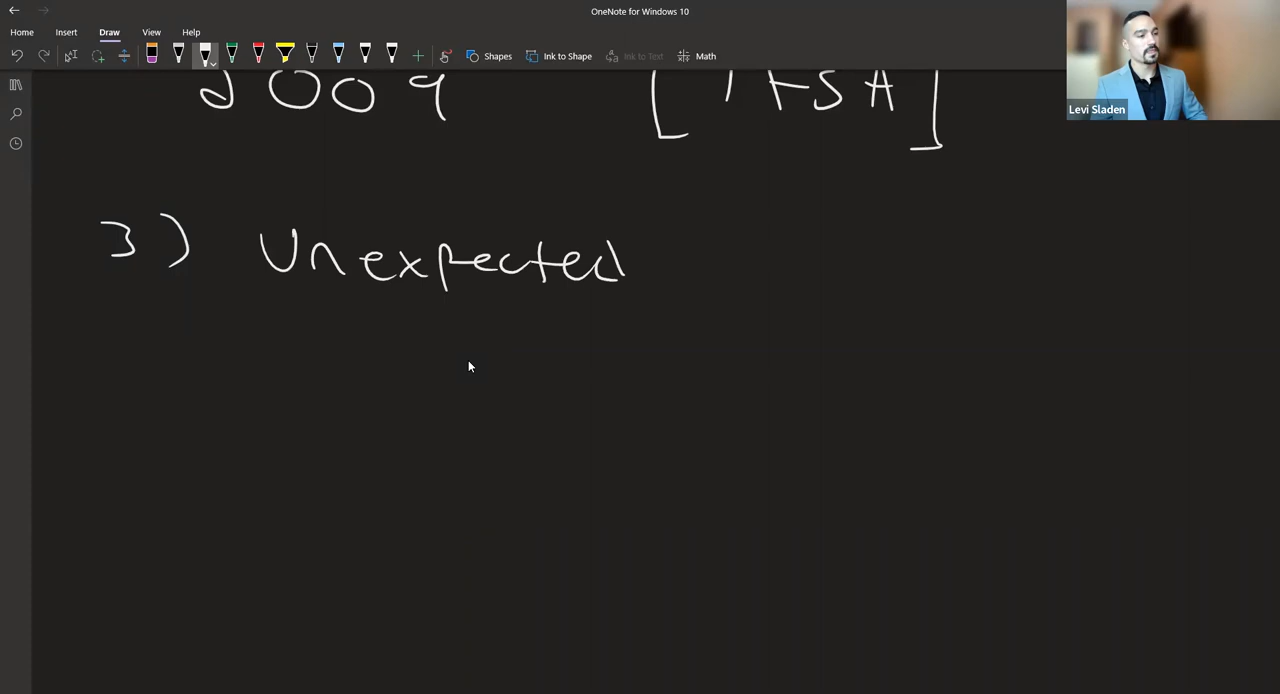 OneNote for Windows 10
Home Insert Draw View Help
Shapes Ink to Shape Ink to Text Math
Levi Sladen
2009
3) Unexpected